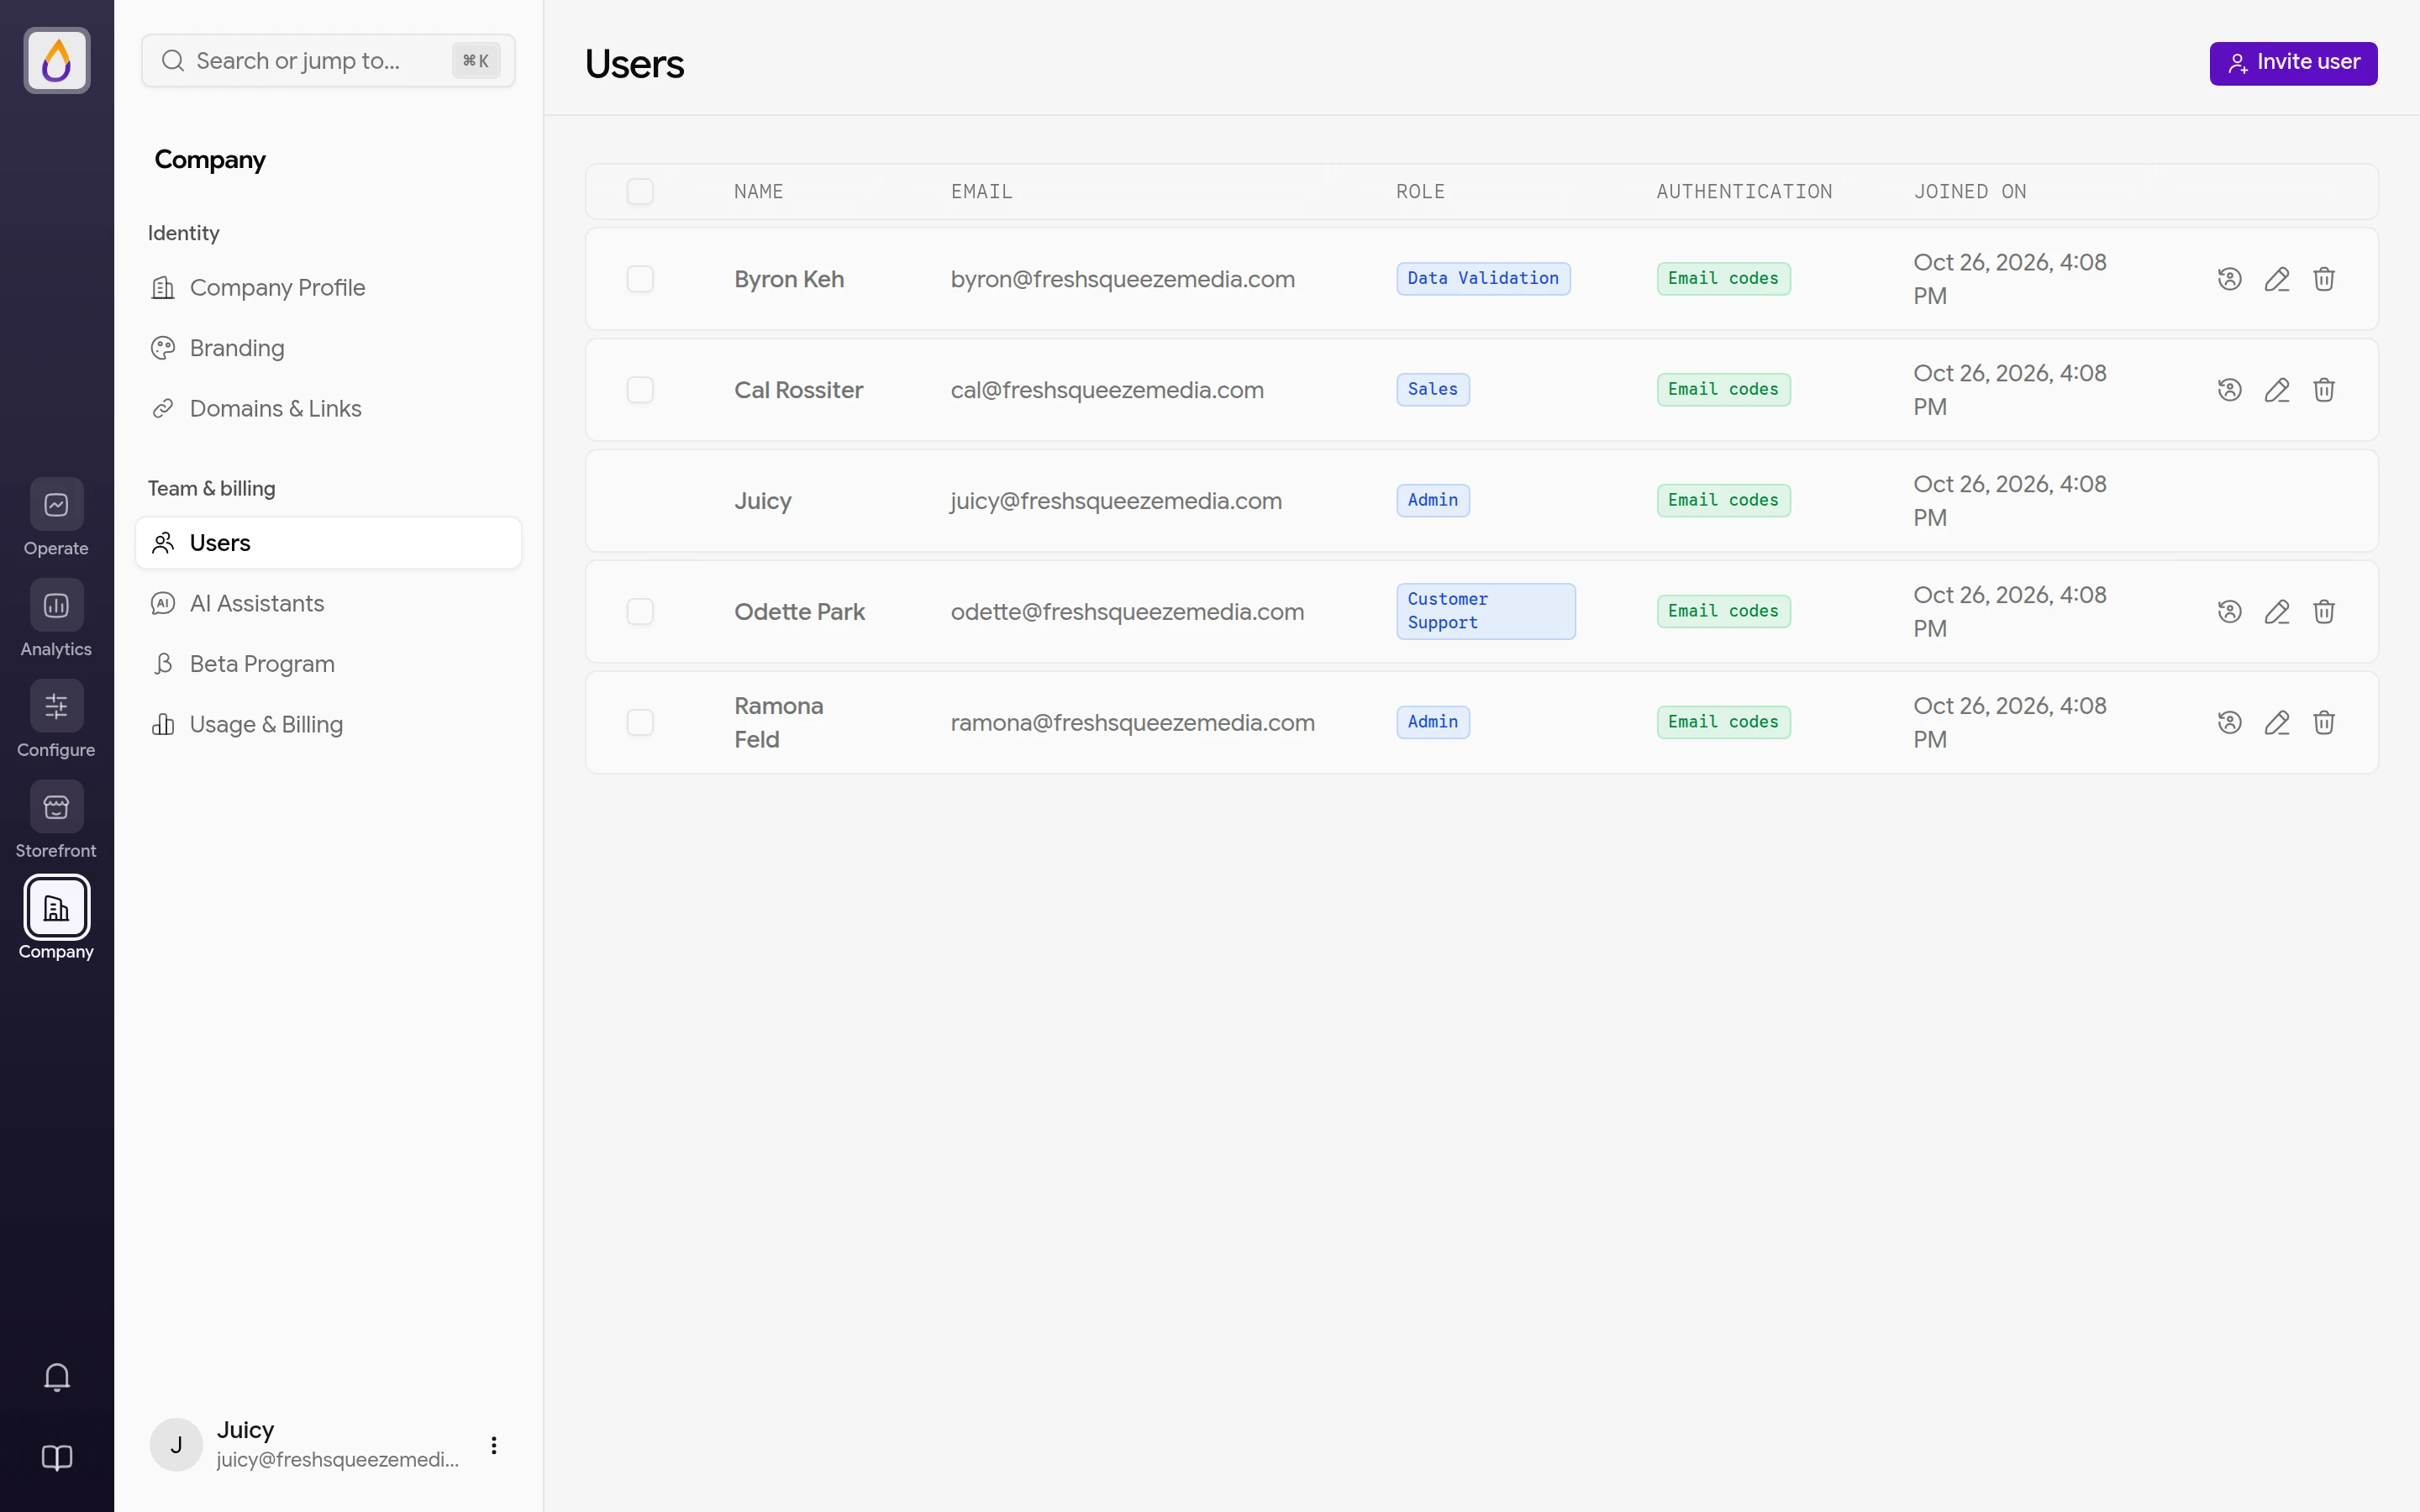 Search or jump to...
⌘K
Company
Identity
Company Profile
Branding
Domains & Links
Team & billing
Users
AI Assistants
Beta Program
Usage & Billing
Operate
Analytics
Configure
Storefront
Company
J
Juicy
juicy@freshsqueezemedi...
Users
Invite user
NAME EMAIL ROLE AUTHENTICATION JOINED ON
Byron Keh byron@freshsqueezemedia.com Data Validation Email codes Oct 26, 2026, 4:08
PM
Cal Rossiter cal@freshsqueezemedia.com Sales Email codes Oct 26, 2026, 4:08
PM
Juicy juicy@freshsqueezemedia.com Admin Email codes Oct 26, 2026, 4:08
PM
Odette Park odette@freshsqueezemedia.com Customer
Support Email codes Oct 26, 2026, 4:08
PM
Ramona
Feld ramona@freshsqueezemedia.com Admin Email codes Oct 26, 2026, 4:08
PM